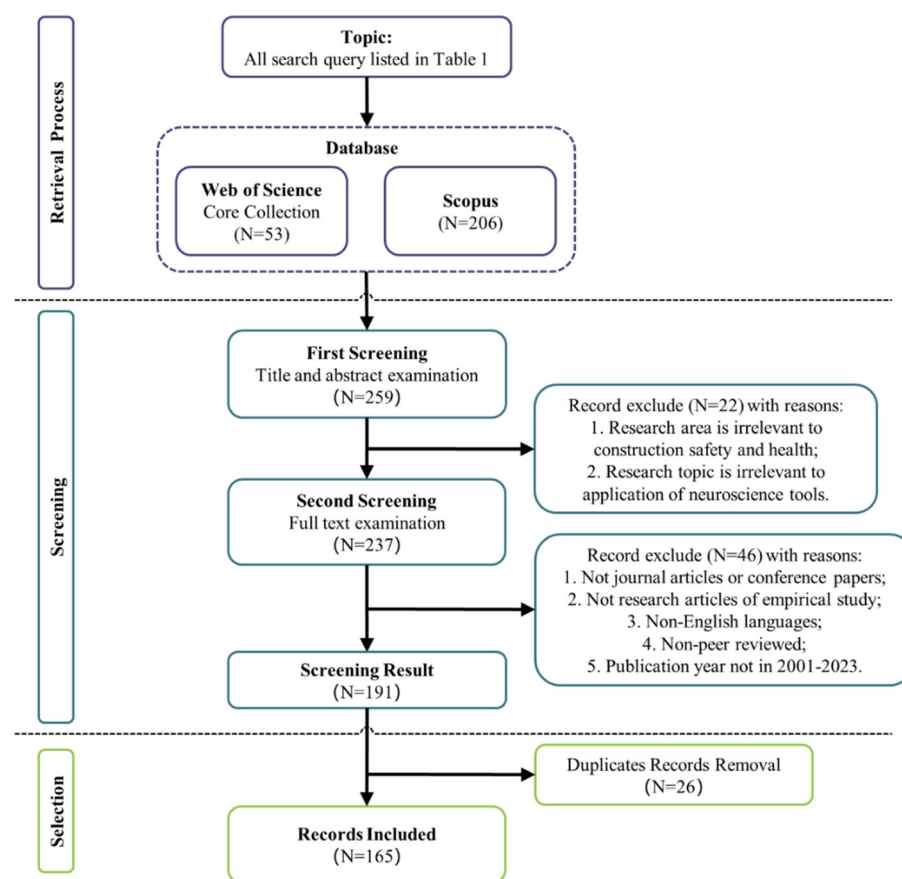 Retrieval Process
Topic:
All search query listed in Table 1
Database
Web of Science
Core Collection
(N=53)
Scopus
(N=206)
Screening
First Screening
Title and abstract examination
(N=259)
Record exclude (N=22) with reasons:
1. Research area is irrelevant to
construction safety and health;
2. Research topic is irrelevant to
application of neuroscience tools.
Second Screening
Full text examination
(N=237)
Record exclude (N=46) with reasons:
1. Not journal articles or conference papers;
2. Not research articles of empirical study;
3. Non-English languages;
4. Non-peer reviewed;
5. Publication year not in 2001-2023.
Screening Result
(N=191)
Selection
Duplicates Records Removal
(N=26)
Records Included
(N=165)